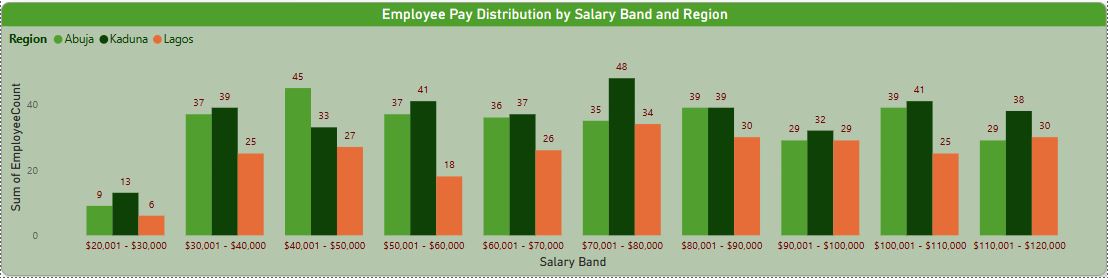 Employee Pay Distribution by Salary Band and Region
Region Abuja Kaduna Lagos
Sum of EmployeeCount
40
20
0
9 13 6
37 39 25
45 33 27
37 41 18
36 37 26
35 48 34
39 39 30
29 32 29
39 41 25
29 38 30
$20,001 - $30,000 $30,001 - $40,000 $40,001 - $50,000 $50,001 - $60,000 $60,001 - $70,000 $70,001 - $80,000 $80,001 - $90,000 $90,001 - $100,000 $100,001 - $110,000 $110,001 - $120,000
Salary Band